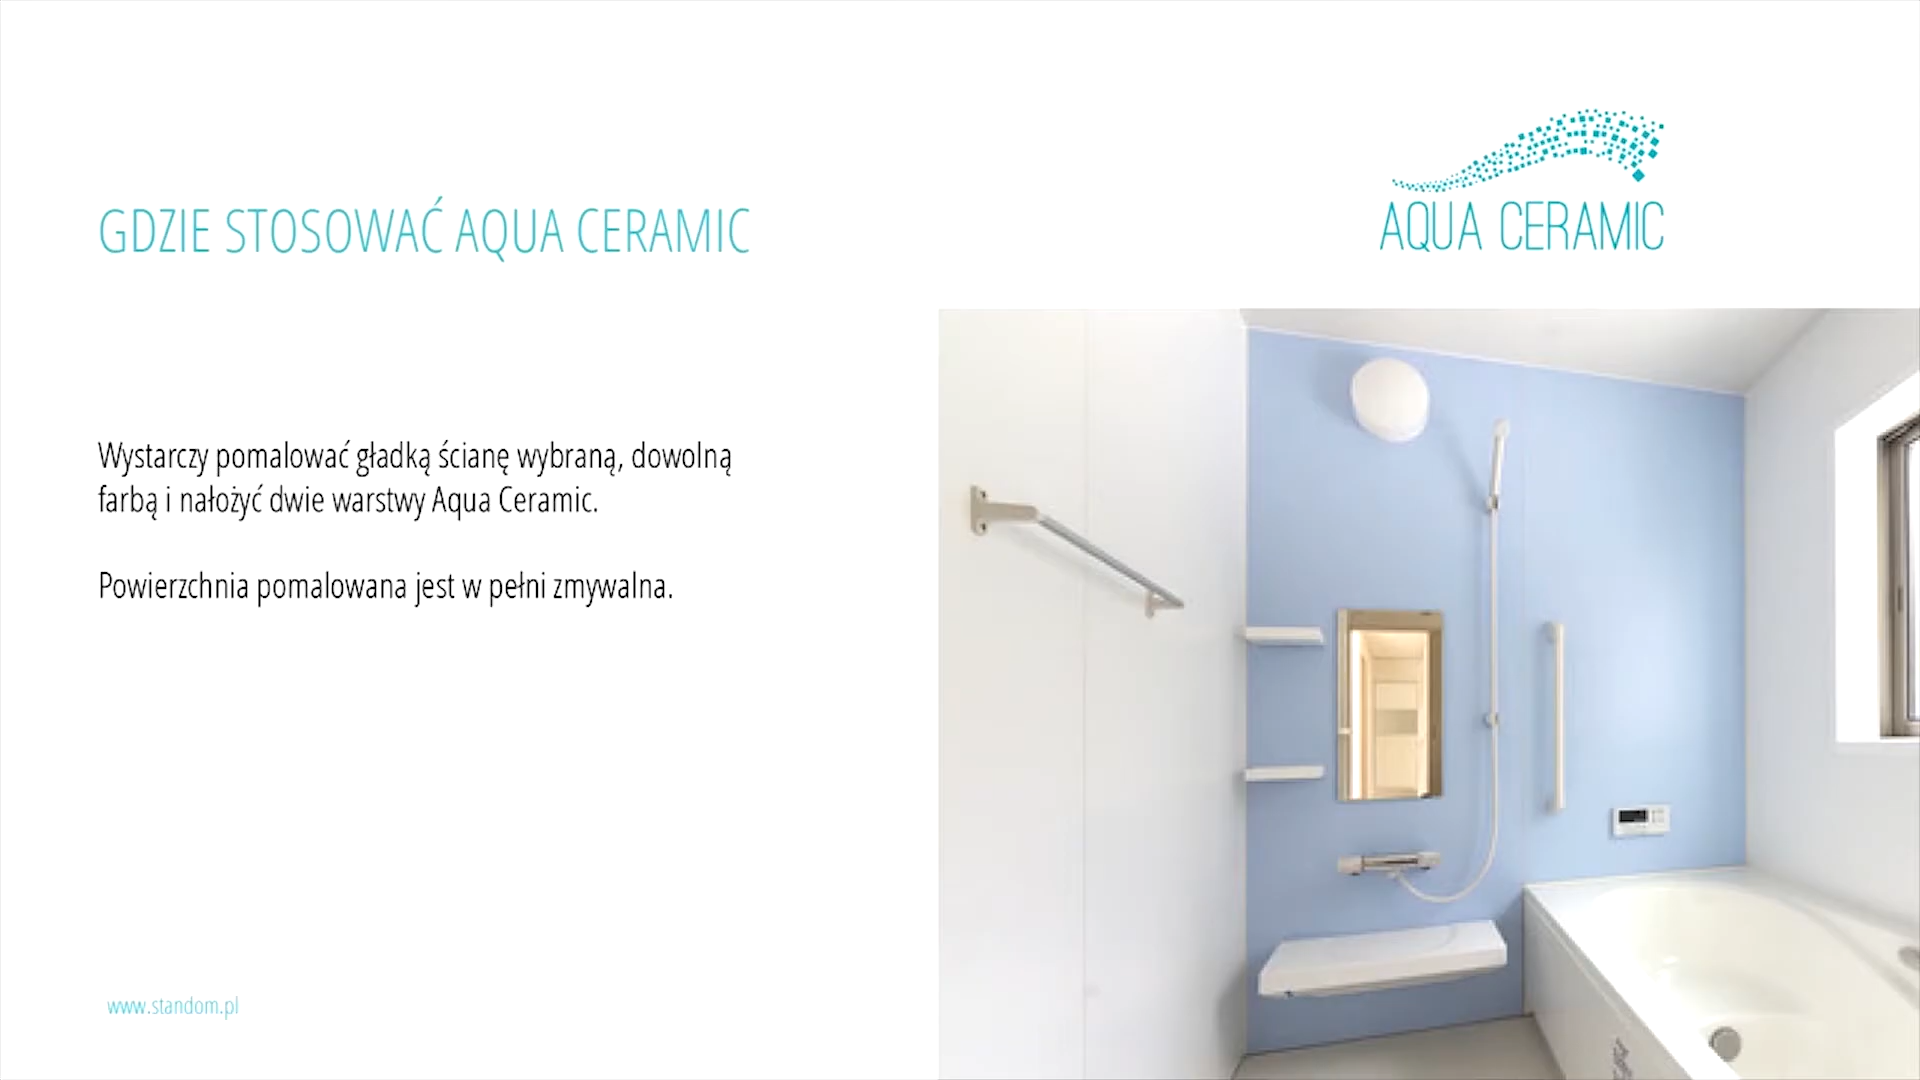 AQUA CERAMIC
GDZIE STOSOWAĆ AQUA CERAMIC
Wystarczy pomalować gładką ścianę wybraną, dowolną
farbą i nałożyć dwie warstwy Aqua Ceramic.
Powierzchnia pomalowana jest w pełni zmywalna.
www.standom.pl